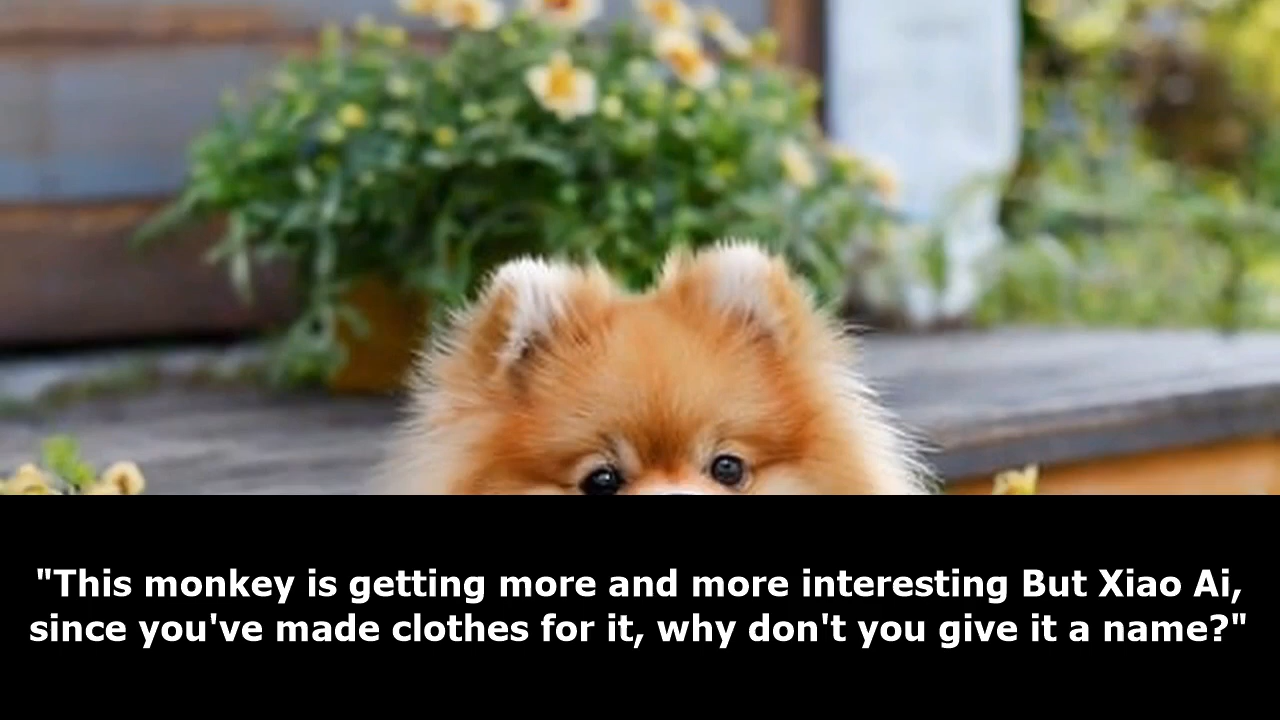 "This monkey is getting more and more interesting But Xiao Ai,
since you've made clothes for it, why don't you give it a name?"